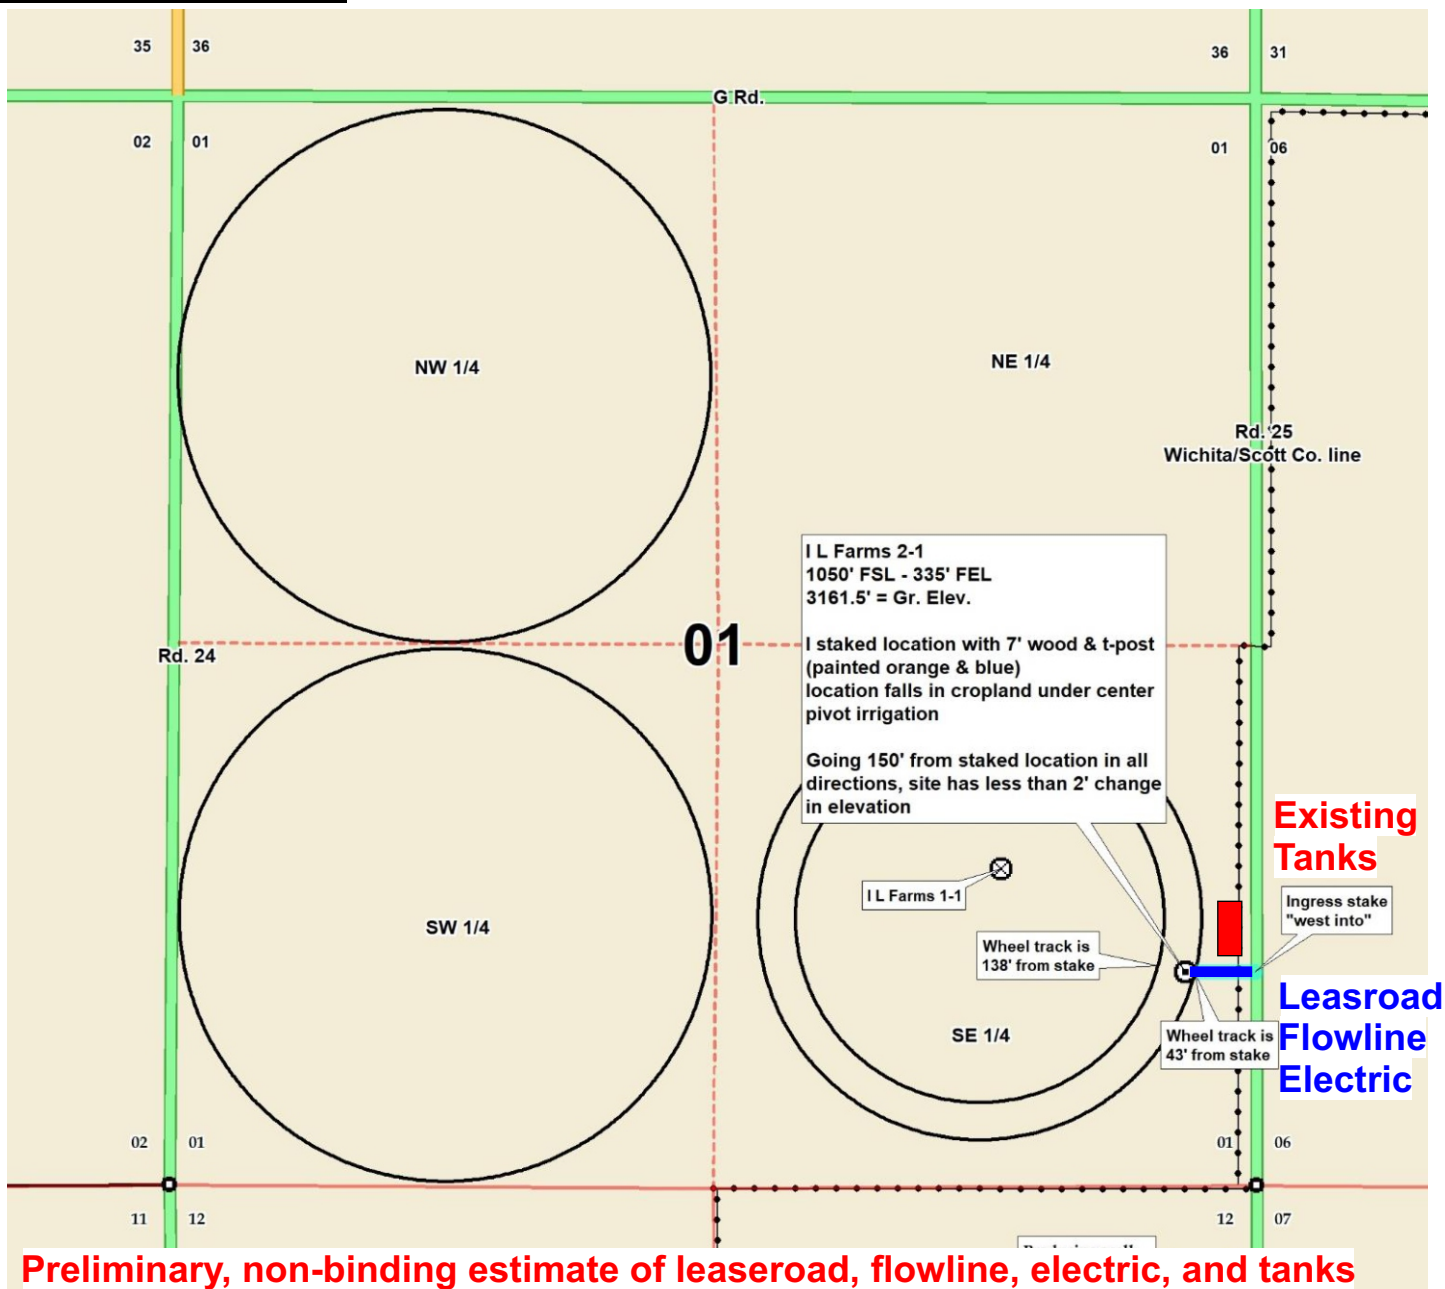 35 36
36 31
G Rd.
02 01
01 06
NW 1/4
NE 1/4
Rd. 25
Wichita/Scott Co. line
I L Farms 2-1
1050' FSL - 335' FEL
3161.5' = Gr. Elev.
I staked location with 7' wood & t-post
(painted orange & blue)
location falls in cropland under center
pivot irrigation
Going 150' from staked location in all
directions, site has less than 2' change
in elevation
01
Rd. 24
Existing
Tanks
I L Farms 1-1
Ingress stake
"west into"
SW 1/4
Wheel track is
138' from stake
Leasroad
Flowline
Electric
SE 1/4
Wheel track is
43' from stake
02 01
01 06
11 12
12 07
Preliminary, non-binding estimate of leaseroad, flowline, electric, and tanks